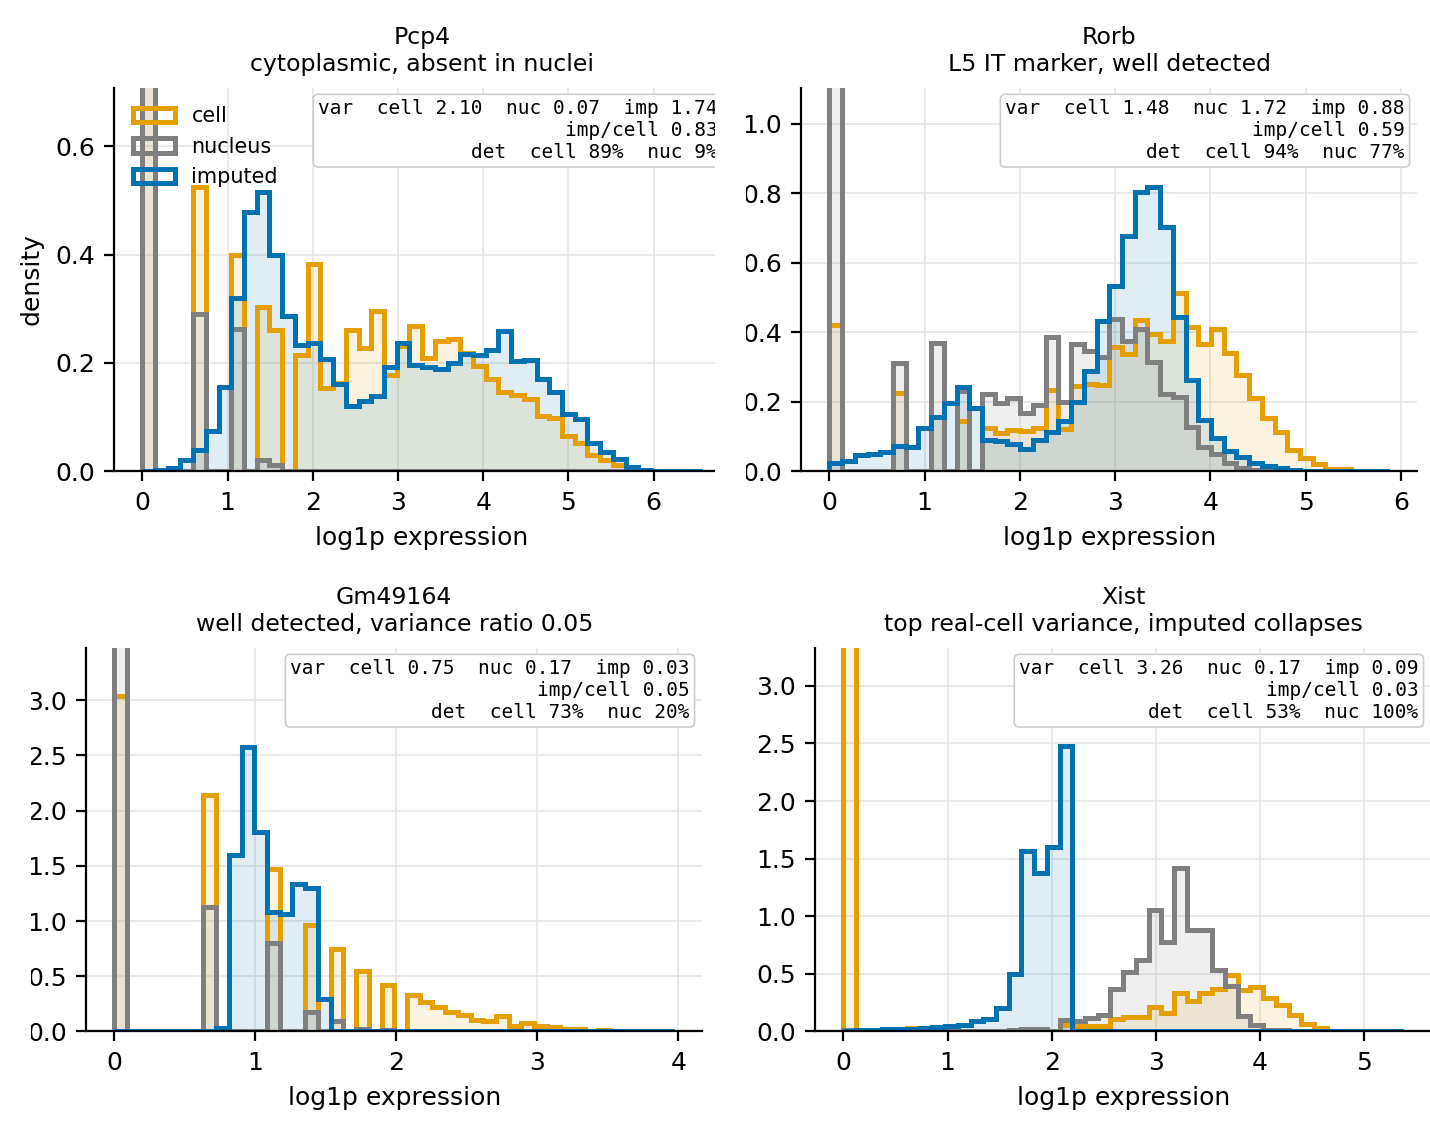 Pcp4
cytoplasmic, absent in nuclei
cell
nucleus
imputed
var cell 2.10 nuc 0.07 imp 1.74
imp/cell 0.83
det cell 89% nuc 9%
density
0.6
0.4
0.2
0.0
0 1 2 3 4 5 6
log1p expression
Rorb
L5 IT marker, well detected
var cell 1.48 nuc 1.72 imp 0.88
imp/cell 0.59
det cell 94% nuc 77%
1.0
0.8
0.6
0.4
0.2
0.0
0 1 2 3 4 5 6
log1p expression
Gm49164
well detected, variance ratio 0.05
var cell 0.75 nuc 0.17 imp 0.03
imp/cell 0.05
det cell 73% nuc 20%
3.0
2.5
2.0
1.5
1.0
0.5
0.0
0 1 2 3 4
log1p expression
Xist
top real-cell variance, imputed collapses
var cell 3.26 nuc 0.17 imp 0.09
imp/cell 0.03
det cell 53% nuc 100%
3.0
2.5
2.0
1.5
1.0
0.5
0.0
0 1 2 3 4 5
log1p expression